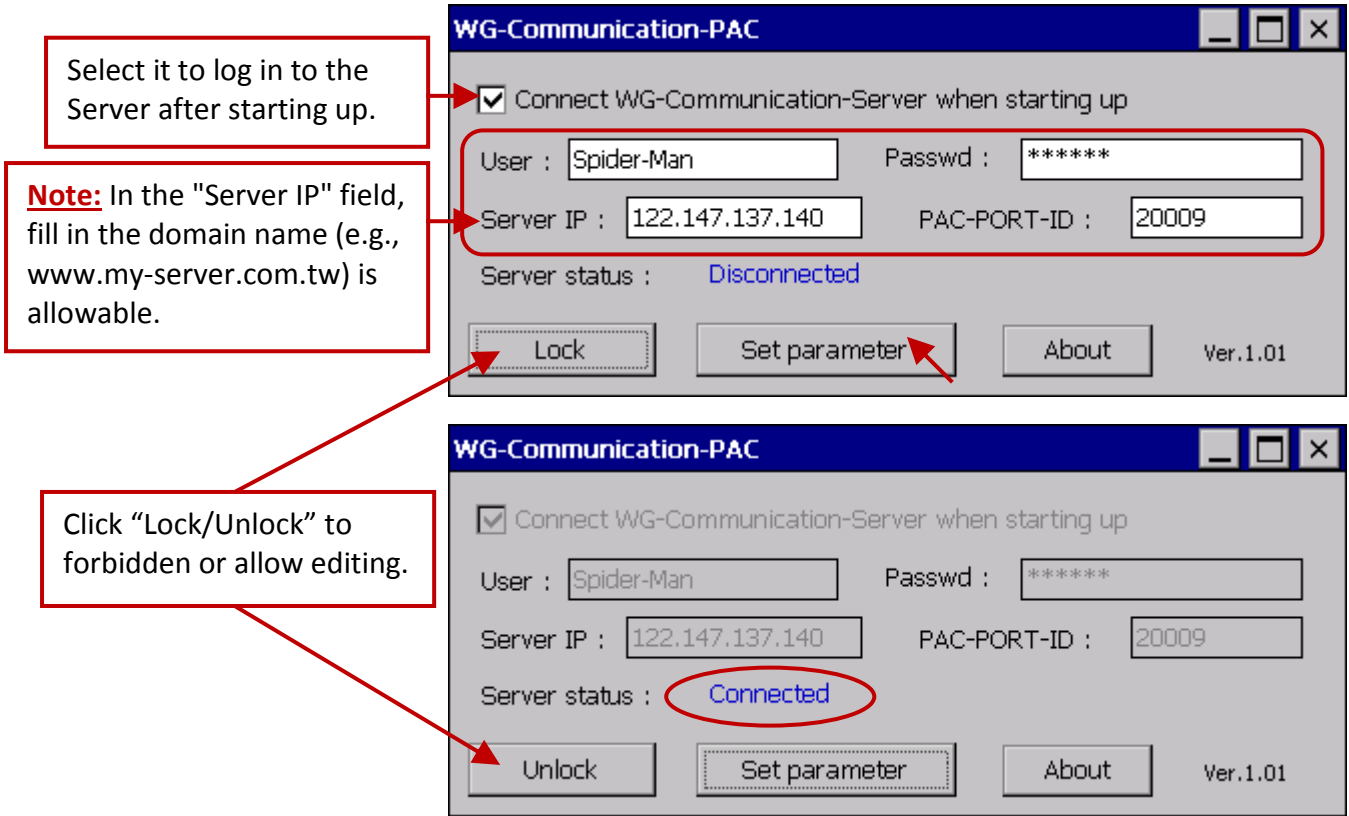 WG-Communication-PAC
Select it to log in to the
Server after starting up.
Connect WG-Communication-Server when starting up
User : Spider-Man Passwd : ******
Note: In the "Server IP" field,
fill in the domain name (e.g.,
www.my-server.com.tw) is
allowable.
Server IP : 122.147.137.140 PAC-PORT-ID : 20009
Server status : Disconnected
Lock Set parameter About Ver.1.01
WG-Communication-PAC
Connect WG-Communication-Server when starting up
Click “Lock/Unlock” to
forbidden or allow editing.
User : Spider-Man Passwd : ******
Server IP : 122.147.137.140 PAC-PORT-ID : 20009
Server status : Connected
Unlock Set parameter About Ver.1.01